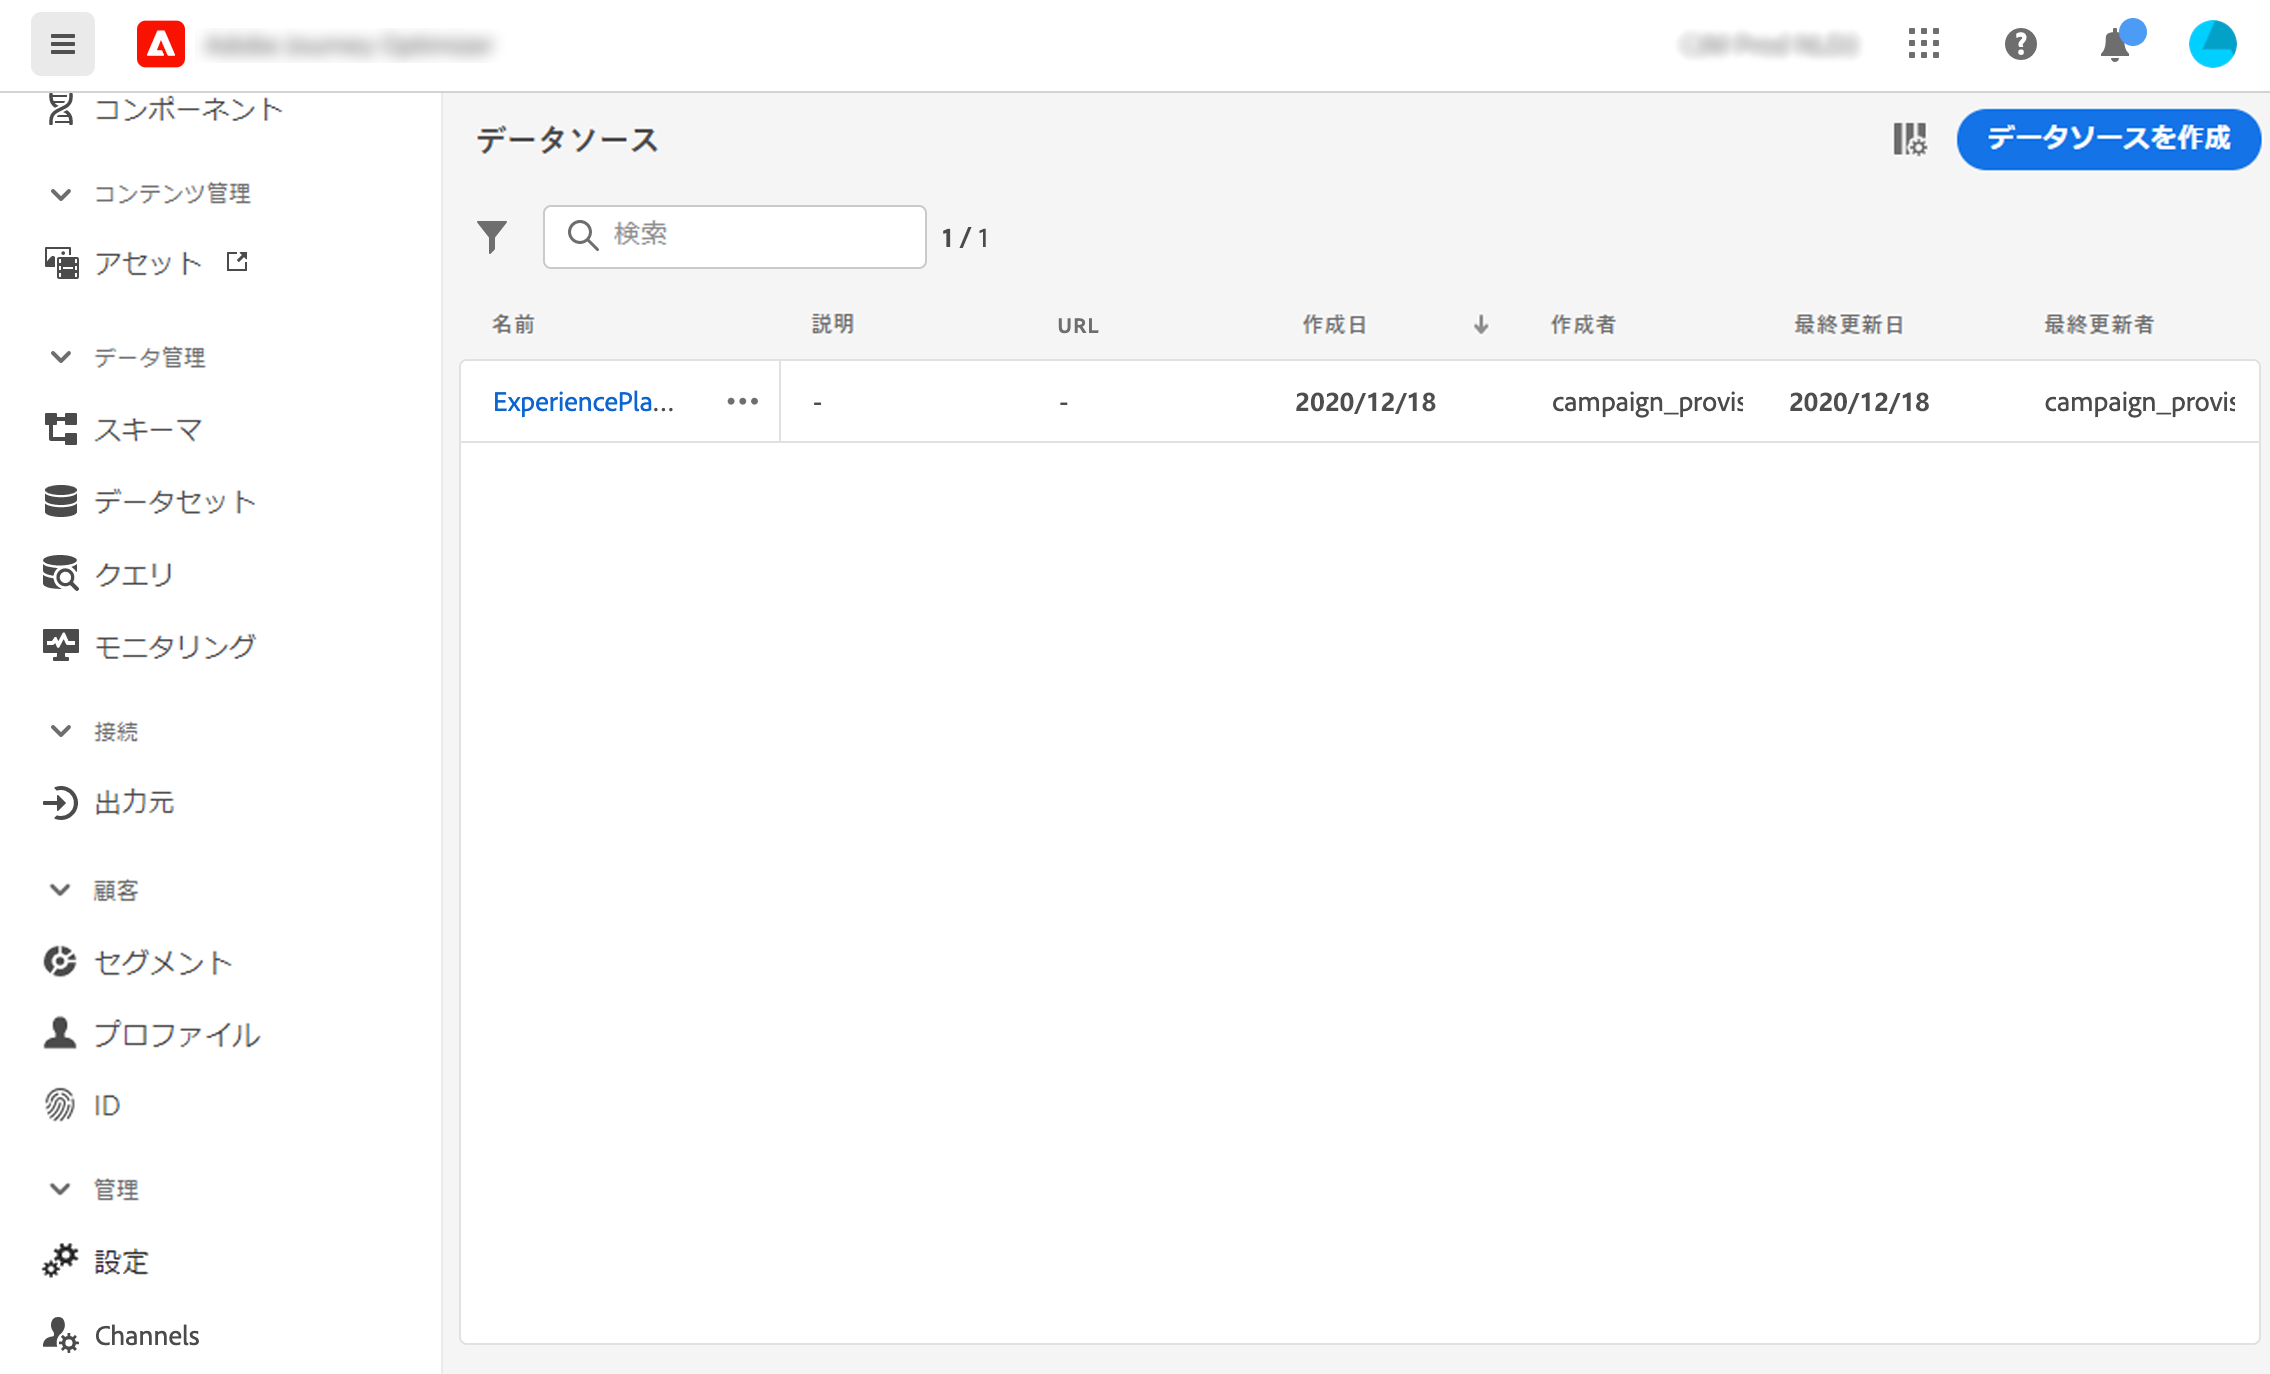 コンポーネント
コンテンツ管理
アセット
データ管理
スキーマ
データセット
クエリ
モニタリング
接続
出力元
顧客
セグメント
プロファイル
ID
管理
設定
Channels
データソース
データソースを作成
検索
1 / 1
名前 説明 URL 作成日 作成者 最終更新日 最終更新者
ExperiencePla... - - 2020/12/18 campaign_provis 2020/12/18 campaign_provis